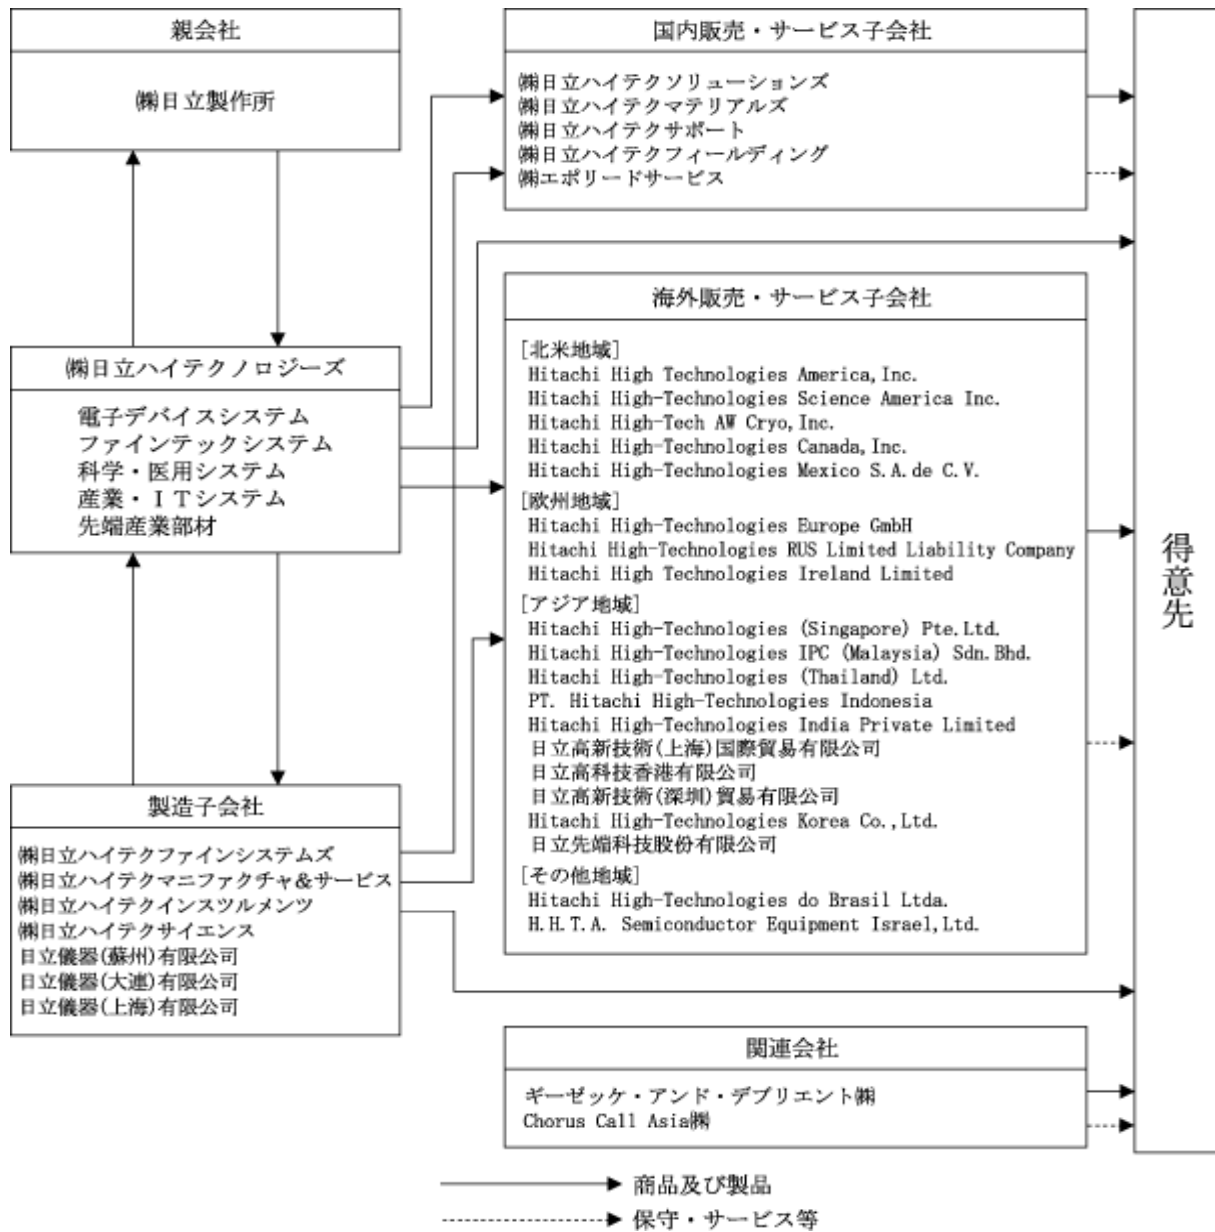 親会社
㈱日立製作所
㈱日立ハイテクノロジーズ
電子デバイスシステム
ファインテックシステム
科学・医用システム
産業・ＩＴシステム
先端産業部材
製造子会社
㈱日立ハイテクファインシステムズ
㈱日立ハイテクマニファクチャ&サービス
㈱日立ハイテクインスツルメンツ
㈱日立ハイテクサイエンス
日立儀器(蘇州)有限公司
日立儀器(大連)有限公司
日立儀器(上海)有限公司
国内販売・サービス子会社
㈱日立ハイテクソリューションズ
㈱日立ハイテクマテリアルズ
㈱日立ハイテクサポート
㈱日立ハイテクフィールディング
㈱エポリードサービス
海外販売・サービス子会社
[北米地域]
Hitachi High Technologies America,Inc.
Hitachi High-Technologies Science America Inc.
Hitachi High-Tech AW Cryo,Inc.
Hitachi High-Technologies Canada,Inc.
Hitachi High-Technologies Mexico S.A.de C.V.
[欧州地域]
Hitachi High-Technologies Europe GmbH
Hitachi High-Technologies RUS Limited Liability Company
Hitachi High Technologies Ireland Limited
[アジア地域]
Hitachi High-Technologies (Singapore) Pte.Ltd.
Hitachi High-Technologies IPC (Malaysia) Sdn.Bhd.
Hitachi High-Technologies (Thailand) Ltd.
PT. Hitachi High-Technologies Indonesia
Hitachi High-Technologies India Private Limited
日立高新技術(上海)国際貿易有限公司
日立高科技香港有限公司
日立高新技術(深圳)貿易有限公司
Hitachi High-Technologies Korea Co.,Ltd.
日立先端科技股份有限公司
[その他地域]
Hitachi High-Technologies do Brasil Ltda.
H.H.T.A. Semiconductor Equipment Israel,Ltd.
関連会社
ギーゼッケ・アンド・デブリエント㈱
Chorus Call Asia㈱
得意先
商品及び製品
保守・サービス等